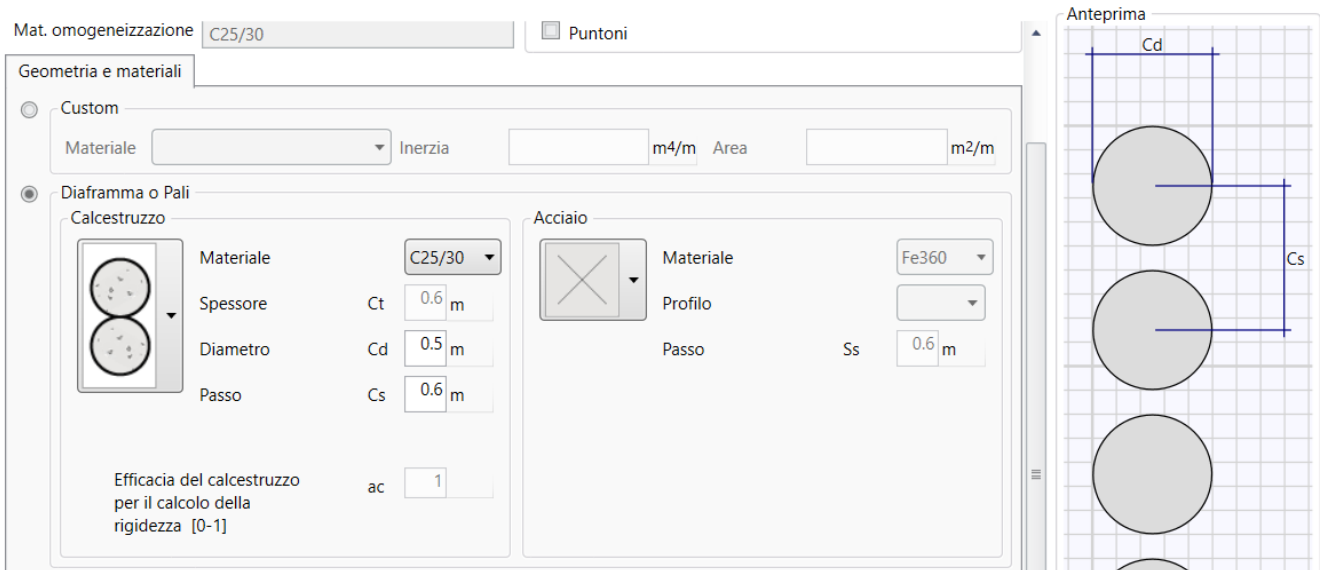 Mat. omogeneizzazione C25/30 Puntoni
Geometria e materiali
Custom
Materiale Inerzia m4/m Area m2/m
Diaframma o Pali
Calcestruzzo
Materiale C25/30
Spessore Ct 0.6 m
Diametro Cd 0.5 m
Passo Cs 0.6 m
Efficacia del calcestruzzo
per il calcolo della
rigidezza [0-1]
ac 1
Acciaio
Materiale Fe360
Profilo
Passo Ss 0.6 m
Anteprima
Cd
Cs